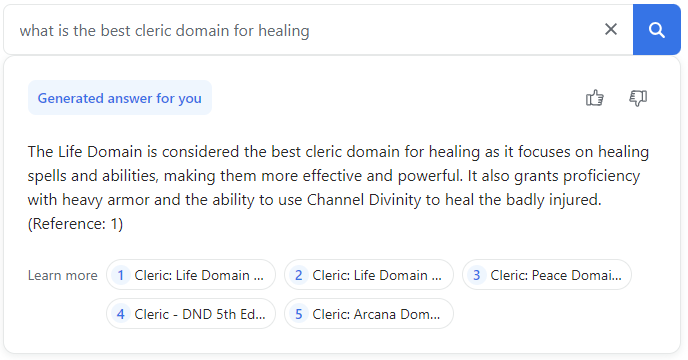 what is the best cleric domain for healing
Generated answer for you
The Life Domain is considered the best cleric domain for healing as it focuses on healing
spells and abilities, making them more effective and powerful. It also grants proficiency
with heavy armor and the ability to use Channel Divinity to heal the badly injured.
(Reference: 1)
Learn more 1 Cleric: Life Domain ... 2 Cleric: Life Domain ... 3 Cleric: Peace Domai...
4 Cleric - DND 5th Ed... 5 Cleric: Arcana Dom...